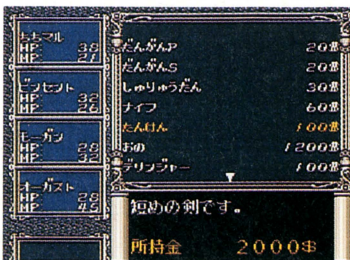 ももマル
HP: 38
MP: 27
ビンセント
HP: 32
MP: 26
モーガン
HP: 28
MP: 32
オーガスト
HP: 28
MP: 45
だんがんP 20$
だんがんS 20$
しゅりゅうだん 30$
ナイフ 60$
たんけん 100$
おの 1200$
デリンジャー 100$
短めの剣です。
所持金 2000$